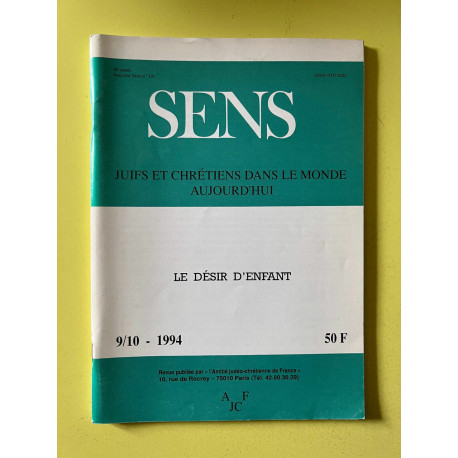 SENS
JUIFS ET CHRÉTIENS DANS LE MONDE
AUJOURD'HUI
LE DÉSIR D'ENFANT
9/10 - 1994 50 F
Revue publiée par « l'Amitié judéo-chrétienne de France »
10, rue de Rocroy - 75010 Paris
A F
JC